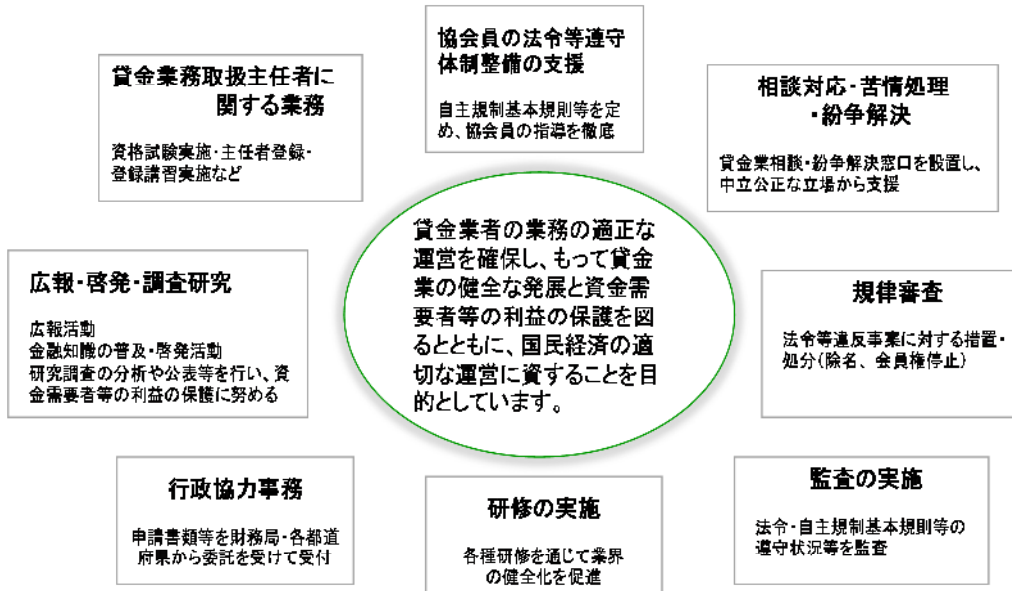 協会員の法令等遵守
体制整備の支援
自主規制基本規則等を定
め、協会員の指導を徹底
貸金業務取扱主任者に
関する業務
資格試験実施・主任者登録・
登録講習実施など
相談対応・苦情処理
・紛争解決
貸金業相談・紛争解決窓口を設置し、
中立公正な立場から支援
貸金業者の業務の適正な
運営を確保し、もって貸金
業の健全な発展と資金需
要者等の利益の保護を図
るとともに、国民経済の適
切な運営に資することを目
的としています。
広報・啓発・調査研究
広報活動
金融知識の普及・啓発活動
研究調査の分析や公表等を行い、資
金需要者等の利益の保護に努める
規律審査
法令等違反事案に対する措置・
処分(除名、会員権停止)
行政協力事務
申請書類等を財務局・各都道
府県から委託を受けて受付
研修の実施
各種研修を通じて業界
の健全化を促進
監査の実施
法令・自主規制基本規則等の
遵守状況等を監査